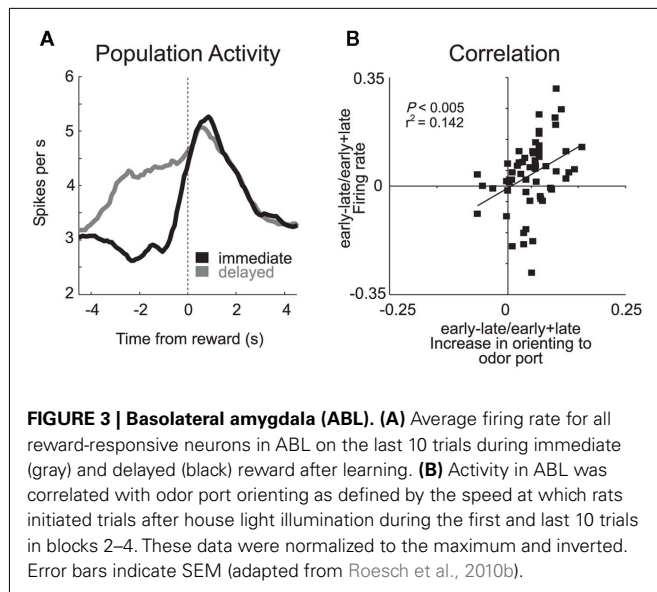 A
Population Activity
6
5
4
3
2
Spikes per s
immediate
delayed
-4
-2
0
2
4
Time from reward (s)
B
Correlation
0.35
0
-0.35
P < 0.005
r² = 0.142
early-late/early+late
Firing rate
-0.25
0
0.25
early-late/early+late
Increase in orienting to
odor port
FIGURE 3 | Basolateral amygdala (ABL). (A) Average firing rate for all
reward-responsive neurons in ABL on the last 10 trials during immediate
(gray) and delayed (black) reward after learning. (B) Activity in ABL was
correlated with odor port orienting as defined by the speed at which rats
initiated trials after house light illumination during the first and last 10 trials
in blocks 2–4. These data were normalized to the maximum and inverted.
Error bars indicate SEM (adapted from Roesch et al., 2010b).